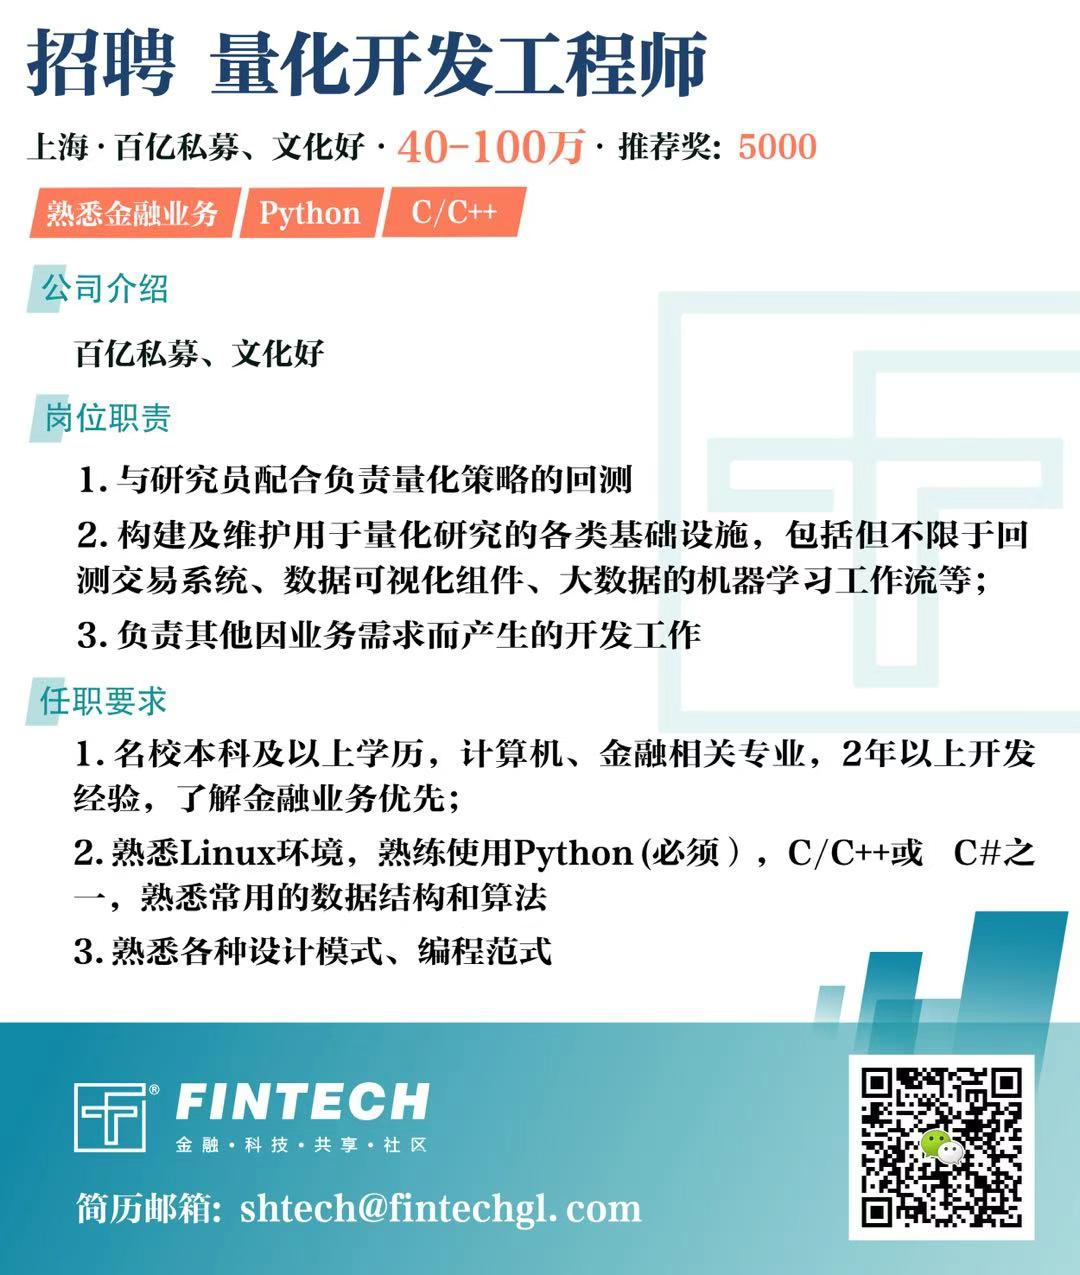 招聘 量化开发工程师
上海·百亿私募、文化好·40-100万·推荐奖: 5000
熟悉金融业务 Python C/C++
公司介绍
百亿私募、文化好
岗位职责
1. 与研究员配合负责量化策略的回测
2. 构建及维护用于量化研究的各类基础设施，包括但不限于回
测交易系统、数据可视化组件、大数据的机器学习工作流等；
3. 负责其他因业务需求而产生的开发工作
任职要求
1. 名校本科及以上学历，计算机、金融相关专业，2年以上开发
经验，了解金融业务优先；
2. 熟悉Linux环境，熟练使用Python (必须），C/C++或 C#之
一，熟悉常用的数据结构和算法
3. 熟悉各种设计模式、编程范式
® FINTECH
金融·科技·共享·社区
简历邮箱: shtech@fintechgl.com